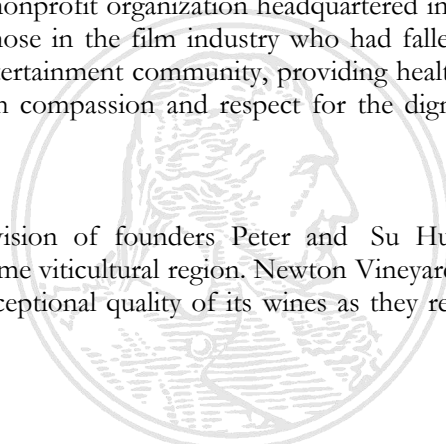 nonprofit organization headquartered in
those in the film industry who had falle
tertainment community, providing healt
h compassion and respect for the dign
vision of founders Peter and Su Hu
me viticultural region. Newton Vineyard
ceptional quality of its wines as they re